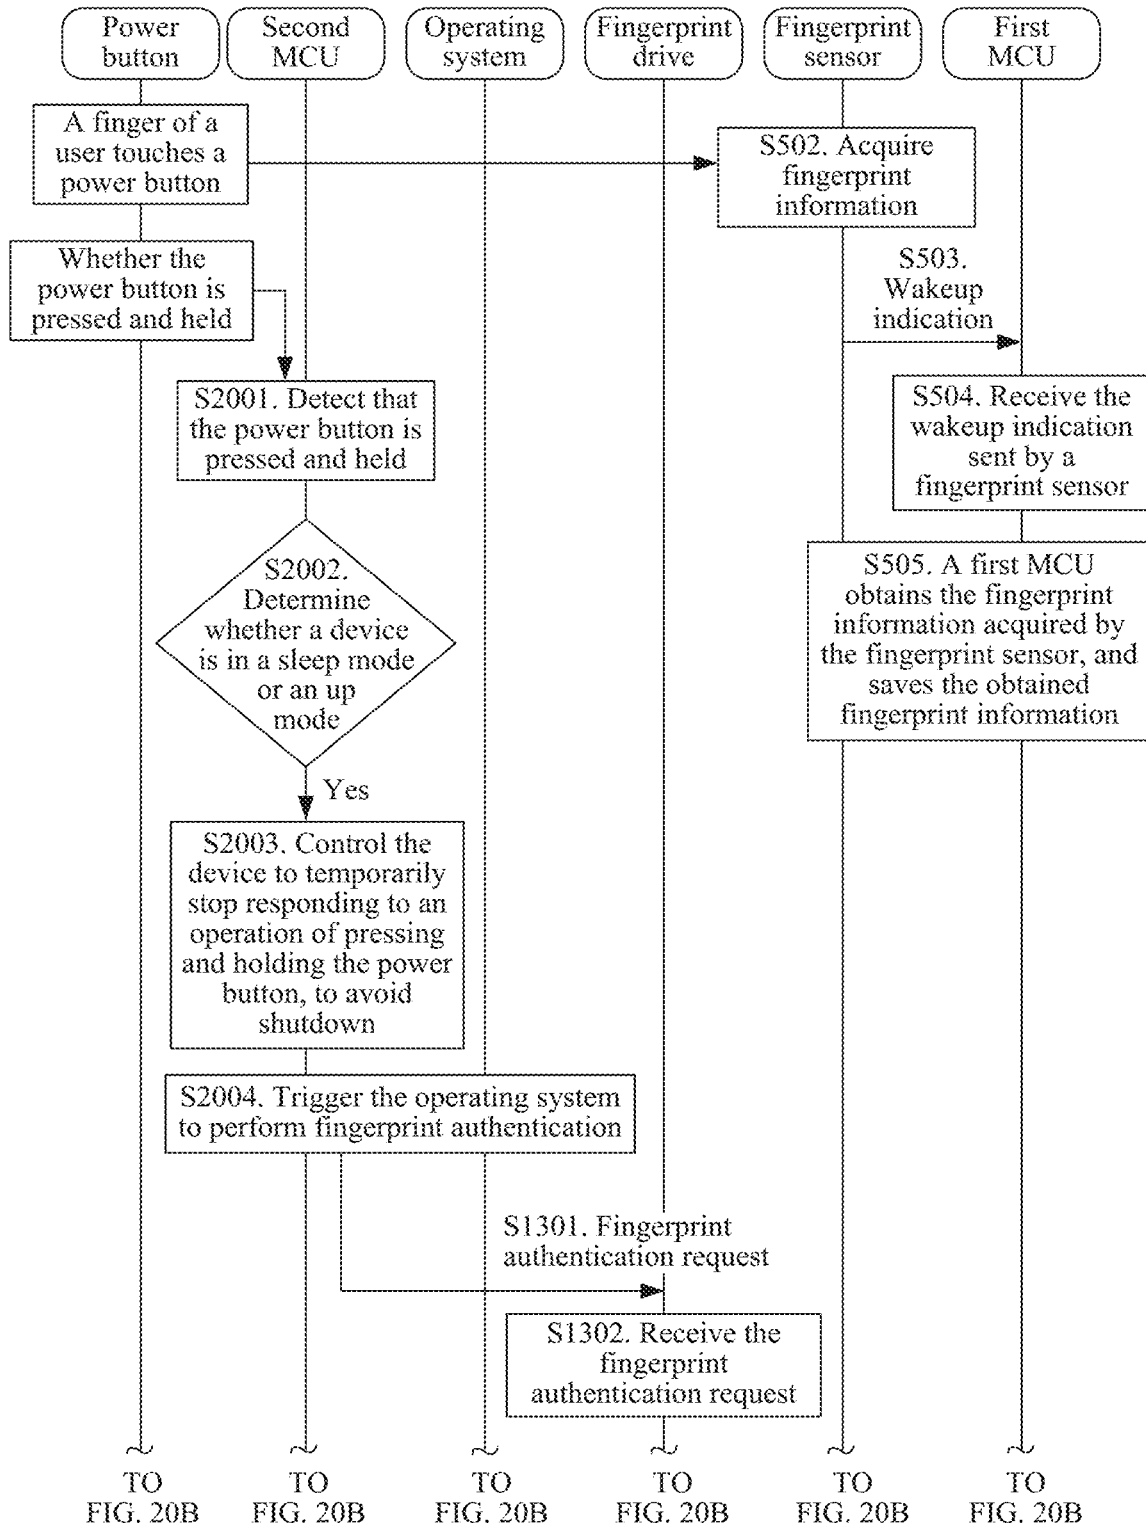 Power
button
Second
MCU
Operating
system
Fingerprint
drive
Fingerprint
sensor
First
MCU
A finger of a
user touches a
power button
S502. Acquire
fingerprint
information
Whether the
power button is
pressed and held
S503.
Wakeup
indication
S2001. Detect that
the power button is
pressed and held
S504. Receive the
wakeup indication
sent by a
fingerprint sensor
S2002.
Determine
whether a device
is in a sleep mode
or an up
mode
S505. A first MCU
obtains the fingerprint
information acquired by
the fingerprint sensor, and
saves the obtained
fingerprint information
Yes
S2003. Control the
device to temporarily
stop responding to an
operation of pressing
and holding the power
button, to avoid
shutdown
S2004. Trigger the operating system
to perform fingerprint authentication
S1301. Fingerprint
authentication request
S1302. Receive the
fingerprint
authentication request
TO
FIG. 20B
TO
FIG. 20B
TO
FIG. 20B
TO
FIG. 20B
TO
FIG. 20B
TO
FIG. 20B